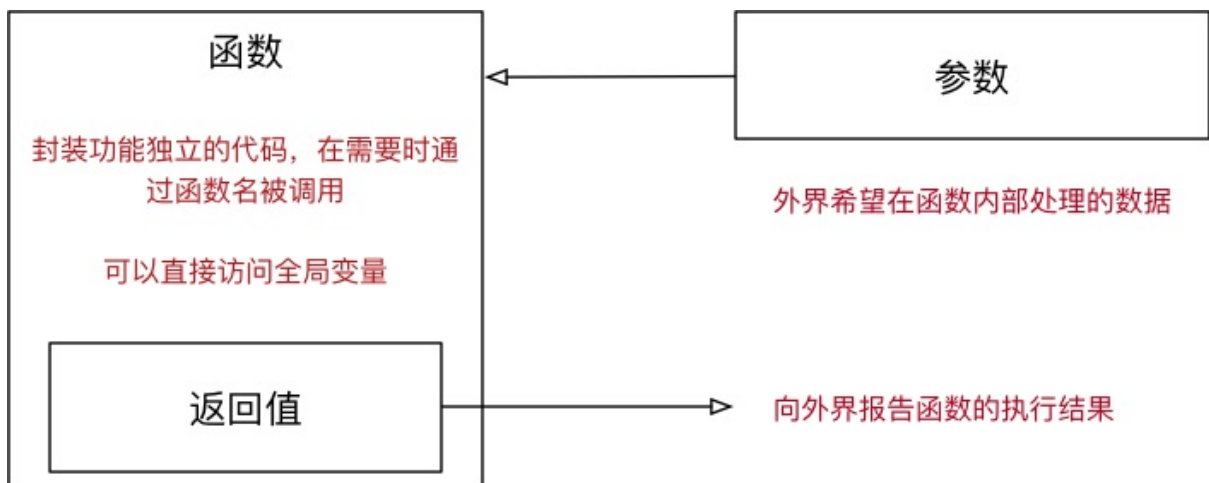 函数
参数
封装功能独立的代码，在需要时通
过函数名被调用
外界希望在函数内部处理的数据
可以直接访问全局变量
返回值
向外界报告函数的执行结果